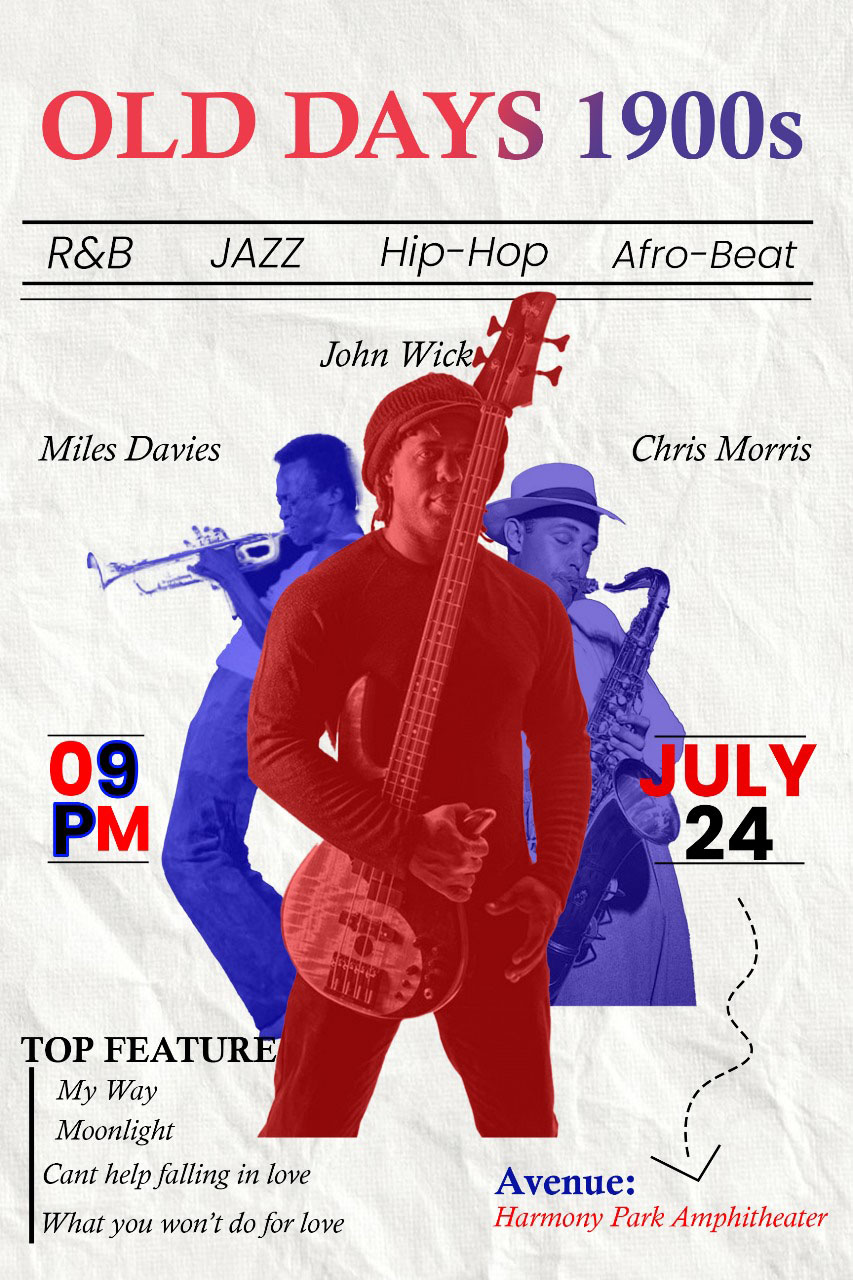 OLD DAYS 1900s
R&B JAZZ Hip-Hop Afro-Beat
John Wick
Miles Davies
Chris Morris
09
PM
JULY
24
TOP FEATURE
My Way
Moonlight
Cant help falling in love
What you won't do for love
Avenue:
Harmony Park Amphitheater